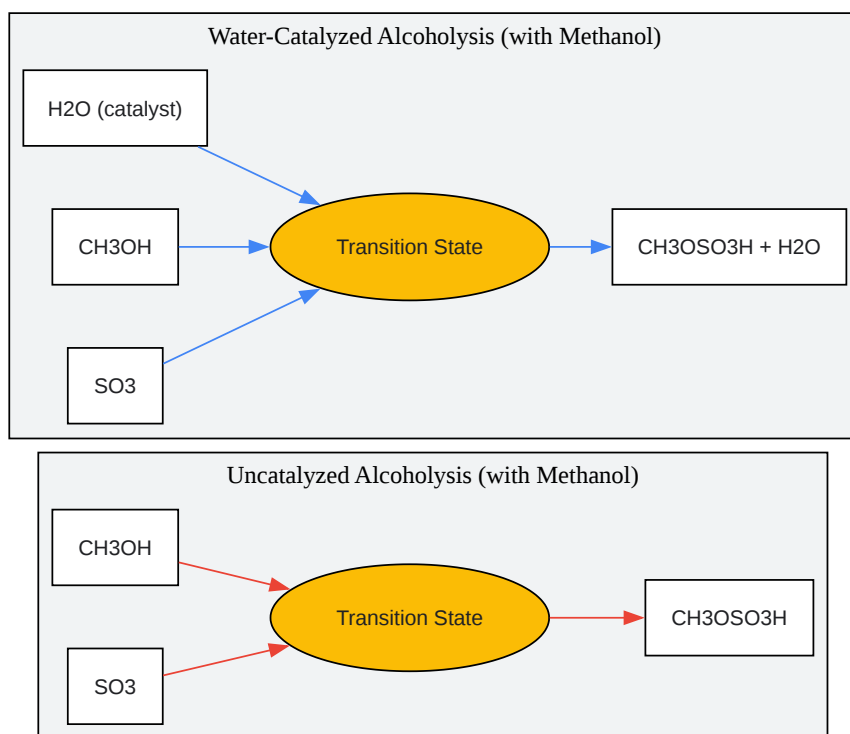 Water-Catalyzed Alcoholysis (with Methanol)
H2O (catalyst)
CH3OH
Transition State
CH3OSO3H + H2O
SO3
Uncatalyzed Alcoholysis (with Methanol)
CH3OH
Transition State
CH3OSO3H
SO3